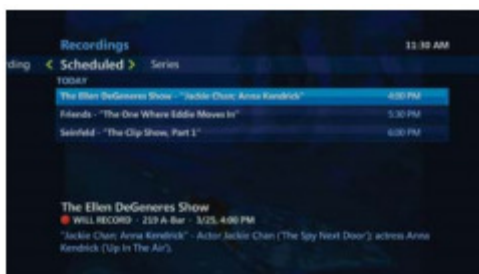 Recordings 11:30 AM
ding < Scheduled > Series
TODAY
The Ellen DeGeneres Show - "Jackie Chan; Anna Kendrick" 4:00 PM
Friends - "The One Where Eddie Moves In" 5:30 PM
Seinfeld - "The Clip Show, Part 1" 6:00 PM
The Ellen DeGeneres Show
WILL RECORD - 259 A-Bar - 3/25, 4:00 PM
"Jackie Chan; Anna Kendrick" - Actor Jackie Chan ('The Spy Next Door'); actress Anna
Kendrick ('Up In The Air').